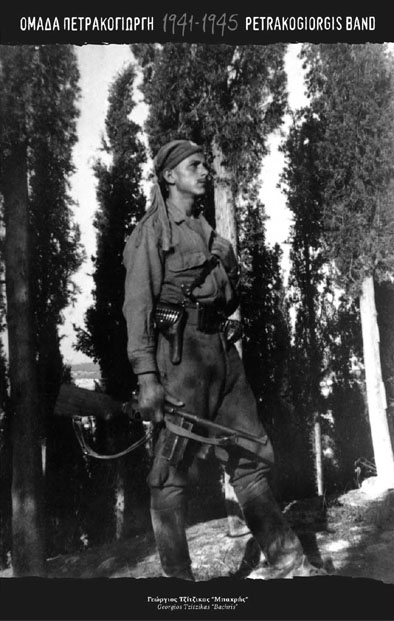 ΟΜΑΔΑ ΠΕΤΡΑΚΟΓΙΩΡΓΗ 1941-1945 PETRAKOGIORGIS BAND
Γεώργιος Τζίτζικας "Μπαχρής"
Georgios Tzitzikas "Bachris"